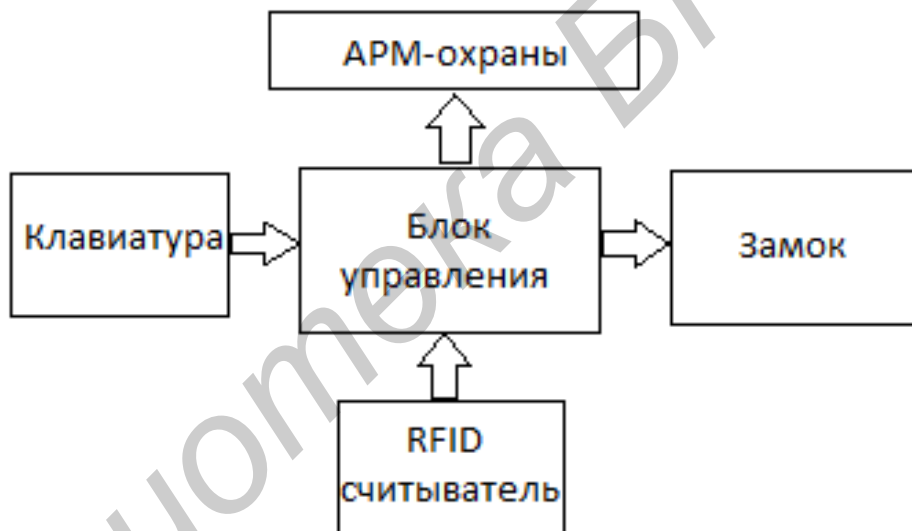 АРМ-охраны
Клавиатура
Блок
управления
Замок
RFID
считыватель